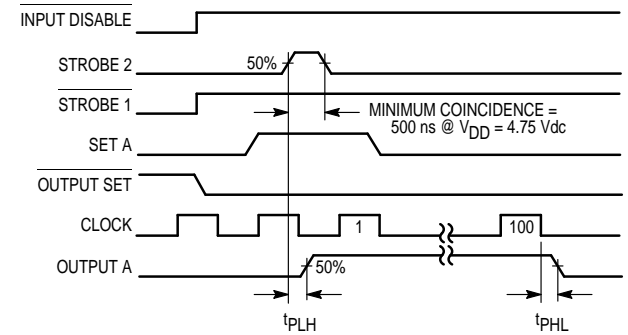 INPUT DISABLE
STROBE 2
50%
STROBE 1
MINIMUM COINCIDENCE =
500 ns @ VDD = 4.75 Vdc
SET A
OUTPUT SET
CLOCK
1
100
OUTPUT A
50%
tPLH
tPHL